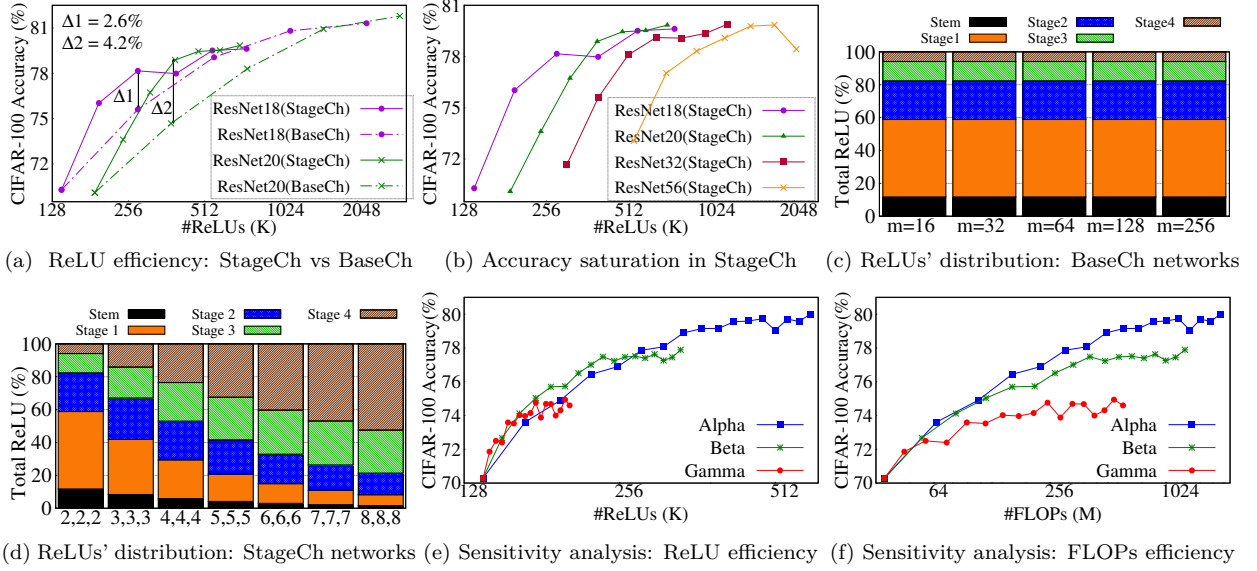 Δ1 = 2.6%
Δ2 = 4.2%
Δ1
Δ2
ResNet18(StageCh)
ResNet18(BaseCh)
ResNet20(StageCh)
ResNet20(BaseCh)
CIFAR-100 Accuracy (%)
81
78
75
72
128 256 512 1024 2048
#ReLUs (K)
(a) ReLU efficiency: StageCh vs BaseCh
ResNet18(StageCh)
ResNet20(StageCh)
ResNet32(StageCh)
ResNet56(StageCh)
CIFAR-100 Accuracy (%)
81
78
75
72
128 256 512 1024 2048
#ReLUs (K)
(b) Accuracy saturation in StageCh
Stem Stage2 Stage4
Stage1 Stage3
Total ReLU (%)
100
80
60
40
20
0
m=16 m=32 m=64 m=128 m=256
(c) ReLUs' distribution: BaseCh networks
Stem Stage 2 Stage 4
Stage 1 Stage 3
Total ReLU (%)
100
80
60
40
20
0
2,2,2 3,3,3 4,4,4 5,5,5 6,6,6 7,7,7 8,8,8
(d) ReLUs' distribution: StageCh networks
CIFAR-100 Accuracy(%)
80
78
76
74
72
70
Alpha
Beta
Gamma
128 256 512
#ReLUs (K)
(e) Sensitivity analysis: ReLU efficiency
CIFAR-100 Accuracy(%)
80
78
76
74
72
70
Alpha
Beta
Gamma
64 256 1024
#FLOPs (M)
(f) Sensitivity analysis: FLOPs efficiency